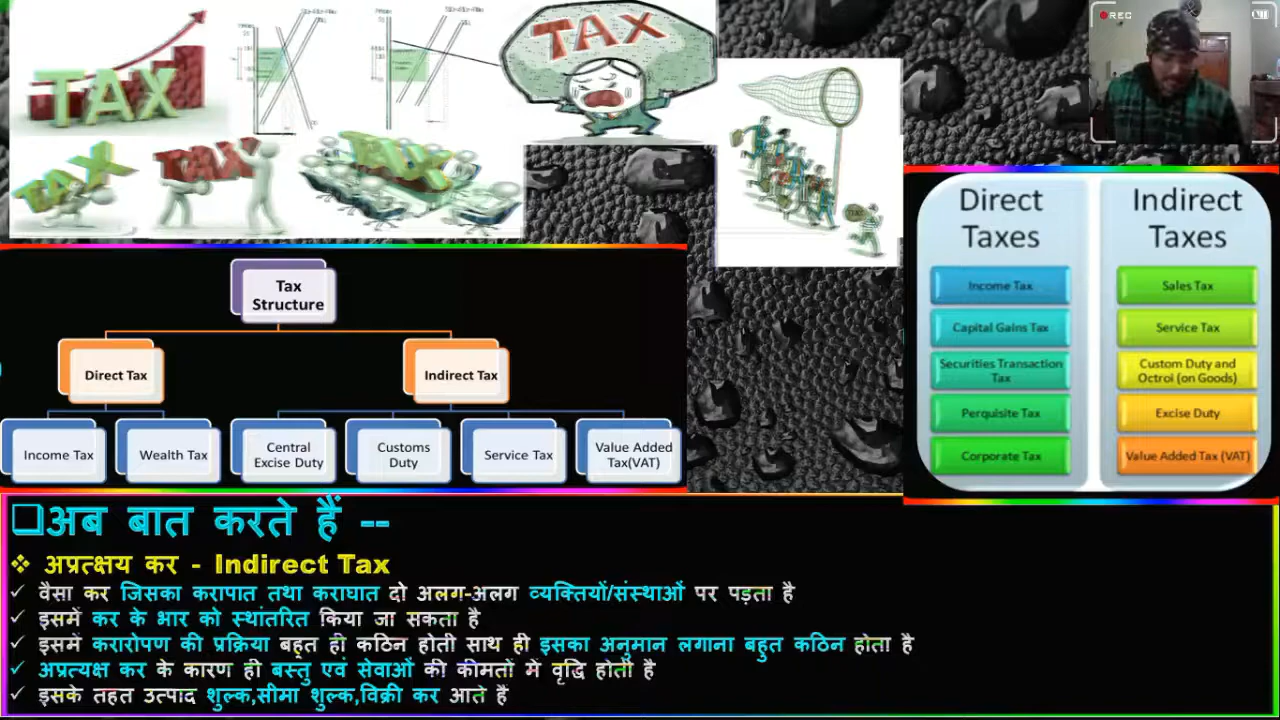 TAX
TAX
REC
TAX
TAX
TAX
Direct Taxes
Income Tax
Capital Gains Tax
Securities Transaction
Tax
Perquisite Tax
Corporate Tax
Indirect Taxes
Sales Tax
Service Tax
Custom Duty and
Octroi (on Goods)
Excise Duty
Value Added Tax (VAT)
Tax
Structure
Direct Tax
Indirect Tax
Income Tax
Wealth Tax
Central
Excise Duty
Customs
Duty
Service Tax
Value Added
Tax(VAT)
❑अब बात करते हैं --
❖ अप्रत्क्षय कर - Indirect Tax
✓ वैसा कर जिसका करापात तथा कराघात दो अलग-अलग व्यक्तियों/संस्थाओं पर पड़ता है
✓ इसमें कर के भार को स्थांतरित किया जा सकता है
✓ इसमें करारोपण की प्रक्रिया बहुत ही कठिन होती साथ ही इसका अनुमान लगाना बहुत कठिन होता है
✓ अप्रत्यक्ष कर के कारण ही बस्तु एवं सेवाओं की कीमतों में वृद्धि होती है
✓ इसके तहत उत्पाद शुल्क,सीमा शुल्क,विक्री कर आते है